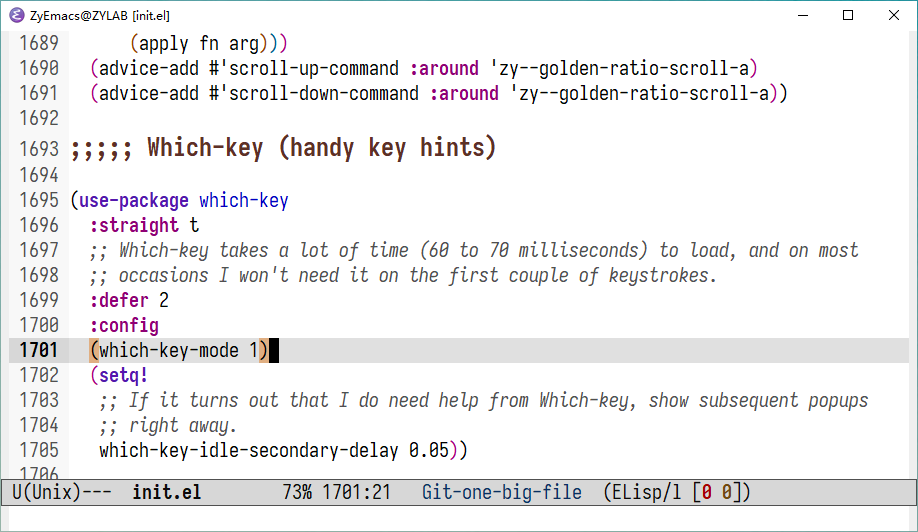 ZyEmacs@ZYLAB [init.el]
1689       (apply fn arg)))
1690   (advice-add #'scroll-up-command :around 'zy--golden-ratio-scroll-a)
1691   (advice-add #'scroll-down-command :around 'zy--golden-ratio-scroll-a))
1692
1693 ;;;;; Which-key (handy key hints)
1694
1695 (use-package which-key
1696   :straight t
1697   ;; Which-key takes a lot of time (60 to 70 milliseconds) to load, and on most
1698   ;; occasions I won't need it on the first couple of keystrokes.
1699   :defer 2
1700   :config
1701   (which-key-mode 1)
1702   (setq!
1703    ;; If it turns out that I do need help from Which-key, show subsequent popups
1704    ;; right away.
1705    which-key-idle-secondary-delay 0.05))
1706
U(Unix)---  init.el        73% 1701:21   Git-one-big-file  (ELisp/l [0 0])